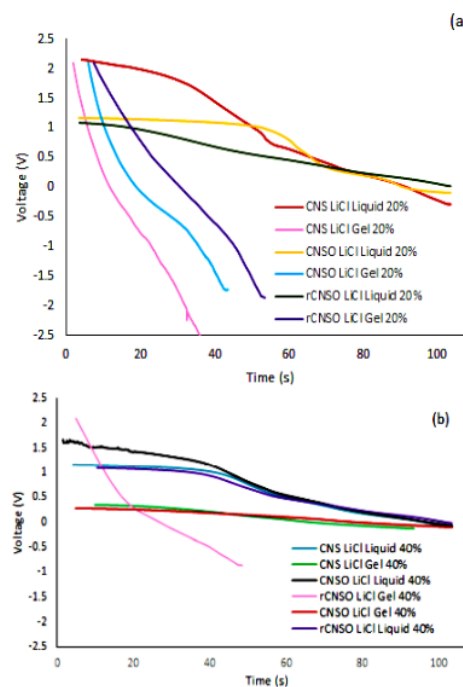 (a
2.5
2
1.5
1
0.5
0
-0.5
-1
-1.5
-2
-2.5
Voltage (V)
CNS LiCl Liquid 20%
CNS LiCl Gel 20%
CNSO LiCl Liquid 20%
CNSO LiCl Gel 20%
rCNSO LiCl Liquid 20%
rCNSO LiCl Gel 20%
0 20 40 60 80 100
Time (s)
(b)
2.5
2
1.5
1
0.5
0
-0.5
-1
-1.5
-2
-2.5
Voltage (V)
CNS LiCl Liquid 40%
CNS LiCl Gel 40%
CNSO LiCl Liquid 40%
rCNSO LiCl Gel 40%
CNSO LiCl Gel 40%
rCNSO LiCl Liquid 40%
0 20 40 60 80 100
Time (s)